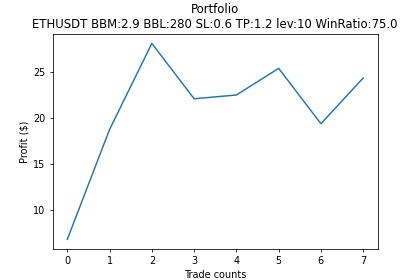 Portfolio
ETHUSDT BBM:2.9 BBL:280 SL:0.6 TP:1.2 lev:10 WinRatio:75.0
25
20
15
10
Profit ($)
0 1 2 3 4 5 6 7
Trade counts